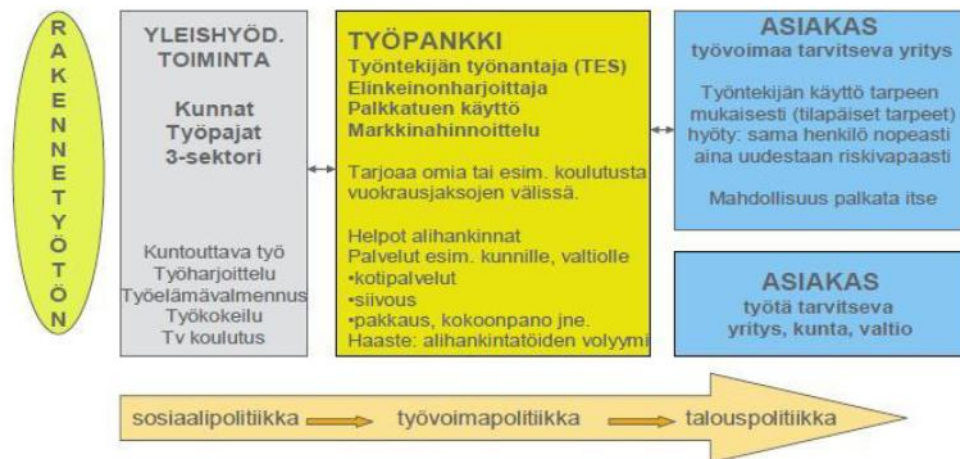 RAKENNETYÖTÖN
YLEISHYÖD.
TOIMINTA
Kunnat
Työpajat
3-sektori
Kuntouttava työ
Työharjoittelu
Työelämävalmennus
Työkokeilu
Tv koulutus
TYÖPANKKI
Työntekijän työnantaja (TES)
Elinkeinonharjoittaja
Palkkatuen käyttö
Markkinahinnoittelu
Tarjoaa omia tai esim. koulutusta
vuokrausjaksojen välissä.
Helpot alihankinnat
Palvelut esim. kunnille, valtiolle
•kotipalvelut
•siivous
•pakkaus, kokoonpano jne.
Haaste: alihankintatöiden volyymi
ASIAKAS
työvoimaa tarvitseva yritys
Työntekijän käyttö tarpeen
mukaisesti (tilapäiset tarpeet)
hyöty: sama henkilö nopeasti
aina uudestaan riskivapaasti
Mahdollisuus palkata itse
ASIAKAS
työtä tarvitseva
yritys, kunta, valtio
sosiaalipolitiikka työvoimapolitiikka talouspolitiikka